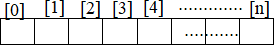 [0] [1] [2] [3] [4] .............. [n]
...........